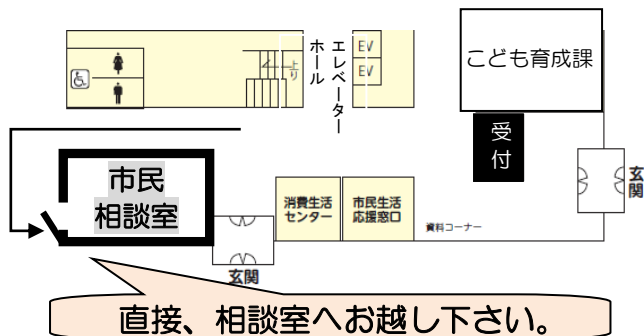 エレベーター
ホール
EV
EV
上り
こども育成課
受付
玄関
市民
相談室
消費生活
センター
市民生活
応援窓口
資料コーナー
玄関
直接、相談室へお越し下さい。